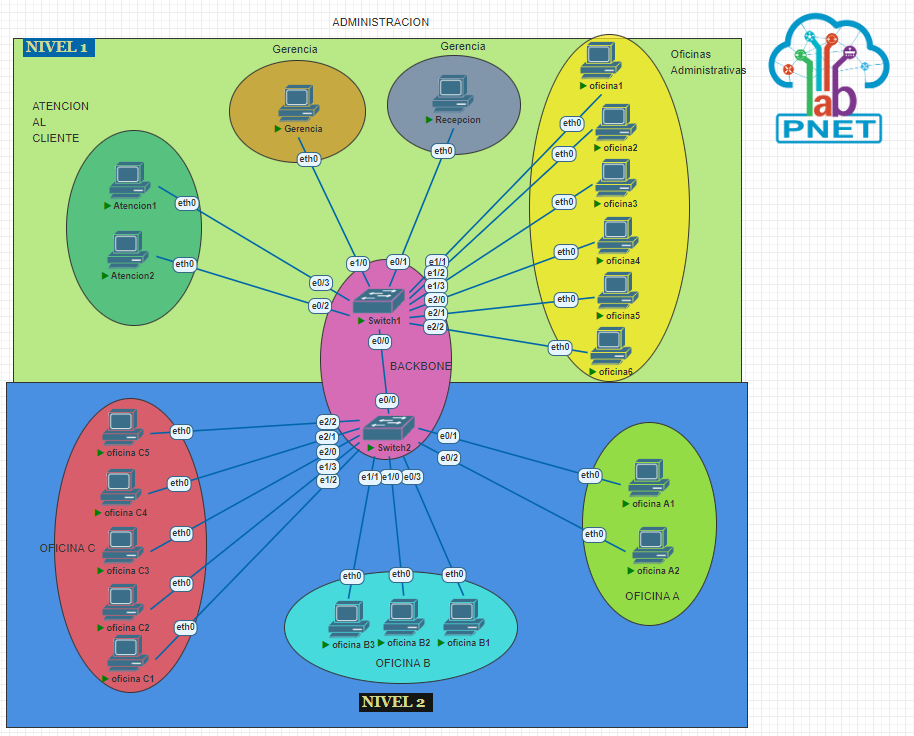 ADMINISTRACION
NIVEL 1
Gerencia
Gerencia
Oficinas
Administrativas
ATENCION
AL
CLIENTE
Gerencia
eth0
Recepcion
eth0
oficina1
eth0
oficina2
eth0
oficina3
eth0
oficina4
eth0
oficina5
eth0
oficina6
eth0
Atencion1
eth0
Atencion2
eth0
e1/0
e0/1
e1/1
e1/2
e1/3
e2/0
e2/1
e2/2
e0/3
e0/2
Switch1
e0/0
BACKBONE
e0/0
Switch2
e2/2
e2/1
e2/0
e1/3
e1/2
e1/1
e1/0
e0/3
e0/1
e0/2
oficina C5
eth0
oficina C4
eth0
OFICINA C
oficina C3
eth0
oficina C2
eth0
oficina C1
eth0
eth0
eth0
eth0
oficina B3
oficina B2
oficina B1
OFICINA B
eth0
oficina A1
eth0
oficina A2
OFICINA A
NIVEL 2
lab
PNET